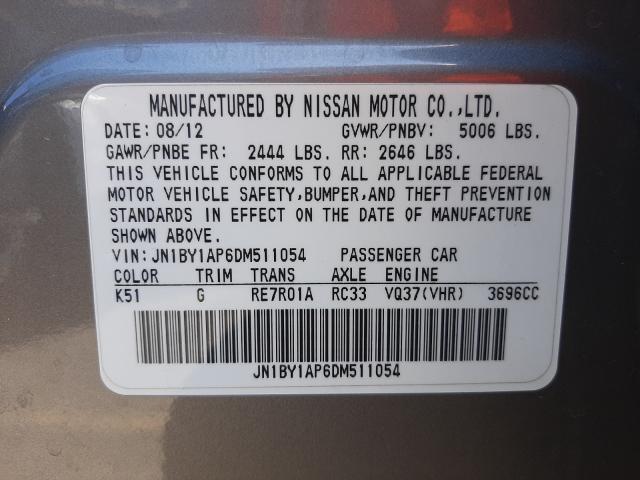 MANUFACTURED BY NISSAN MOTOR CO.,LTD.
DATE: 08/12 GVWR/PNBV: 5006 LBS.
GAWR/PNBE FR: 2444 LBS. RR: 2646 LBS.
THIS VEHICLE CONFORMS TO ALL APPLICABLE FEDERAL
MOTOR VEHICLE SAFETY,BUMPER,AND THEFT PREVENTION
STANDARDS IN EFFECT ON THE DATE OF MANUFACTURE
SHOWN ABOVE.
VIN: JN1BY1AP6DM511054 PASSENGER CAR
COLOR TRIM TRANS AXLE ENGINE
K51 G RE7R01A RC33 VQ37(VHR) 3696CC
JN1BY1AP6DM511054